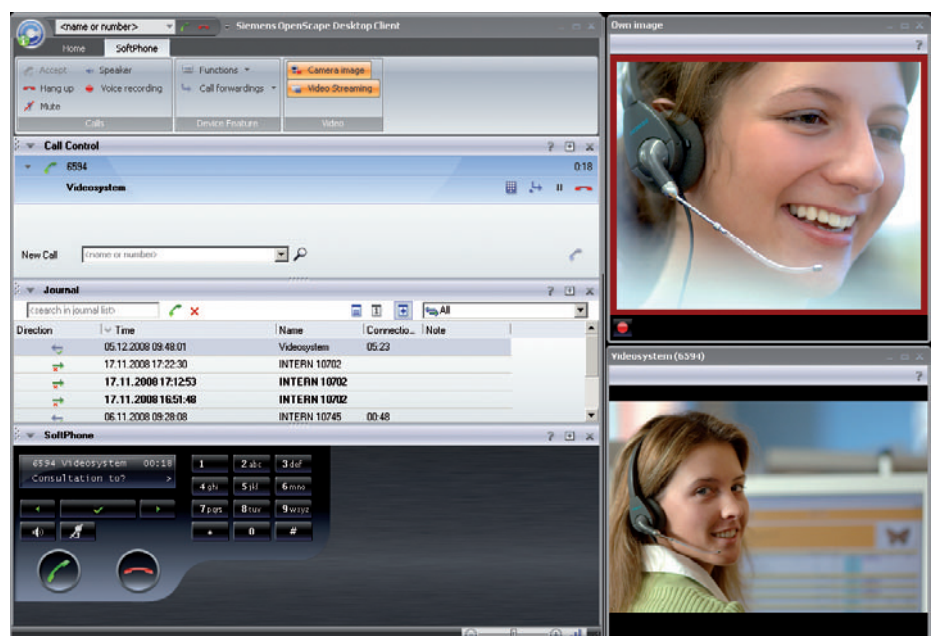 <name or number>
Siemens OpenScape Desktop Client
Home
SoftPhone
Accept
Speaker
Functions
Camera image
Hang up
Voice recording
Call forwardings
Video Streaming
Mute
Calls
Device Feature
Video
Call Control
?
6594
0:18
Videosystem
New Call
<name or number>
Journal
?
<search in journal list>
All
Direction
Time
Name
Connectio...
Note
05.12.2008 09:48:01
Videosystem
05:23
17.11.2008 17:22:30
INTERN 10702
17.11.2008 17:12:53
INTERN 10702
17.11.2008 16:51:48
INTERN 10702
06.11.2008 09:28:08
INTERN 10745
00:48
SoftPhone
?
6594 Videosystem 00:18
Consultation to? >
1
2 abc
3 def
4 ghi
5 jkl
6 mno
7 pqrs
8 tuv
9 wxyz
*
0
#
Own image
?
Videosystem (6594)
?